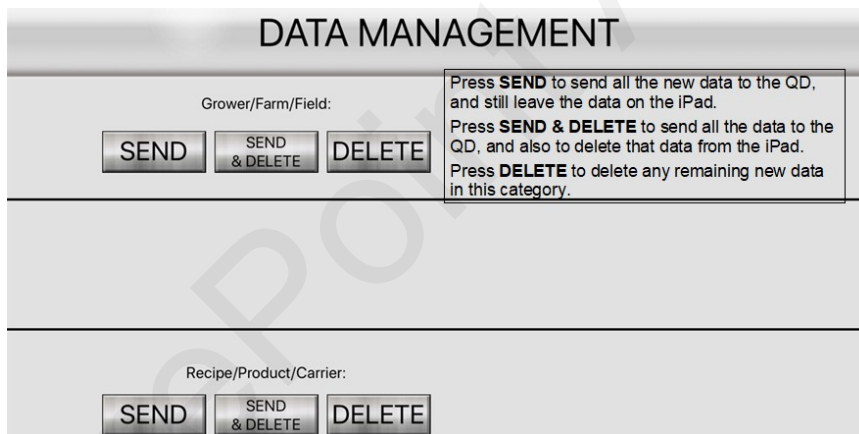 DATA MANAGEMENT
Grower/Farm/Field:
SEND
SEND
& DELETE
DELETE
Press SEND to send all the new data to the QD,
and still leave the data on the iPad.
Press SEND & DELETE to send all the data to the
QD, and also to delete that data from the iPad.
Press DELETE to delete any remaining new data
in this category.
Recipe/Product/Carrier:
SEND
SEND
& DELETE
DELETE